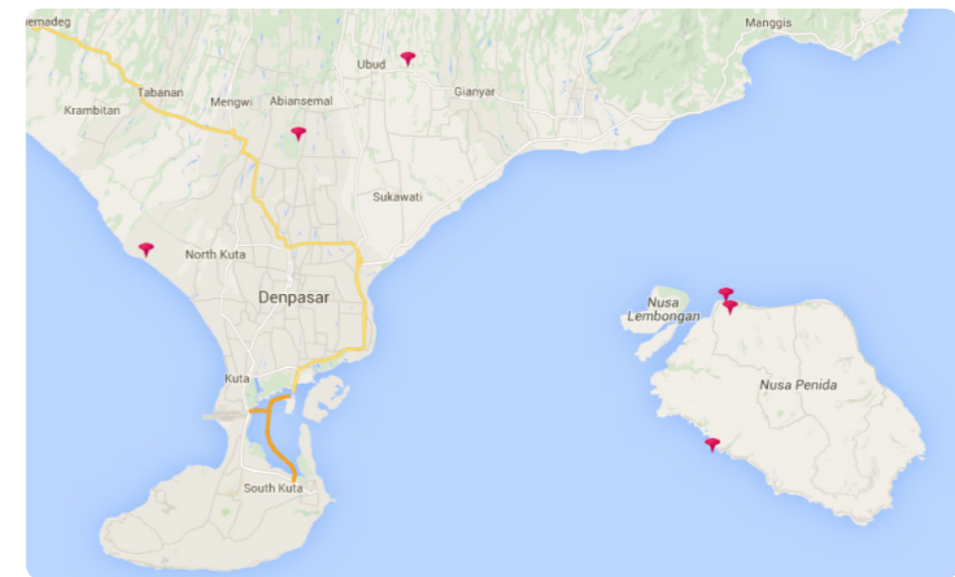 Manggis
Ubud
Gianyar
Tabanan
Mengwi
Abiansemal
Krambitan
Sukawati
North Kuta
Denpasar
Nusa
Lembongan
Kuta
Nusa Penida
South Kuta